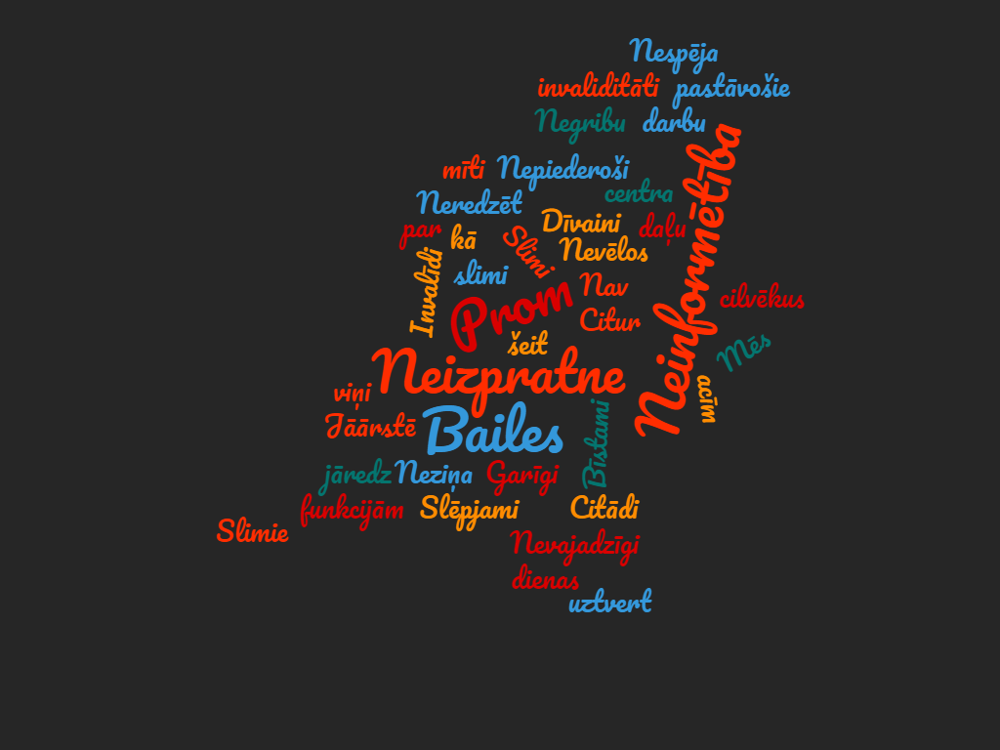 Nespēja
invaliditāti pastāvošie
Negribu darbu
Neinformētība
mīti Nepiederoši
centra
Neredzēt
Dīvaini daļu
par kā Slimi
Nevēlos
Invalīdi slimi
Nav
Prom
cilvēkus
Citur
šeit
Mēs
Neizpratne
acīm
viņi
Jāārstē Bailes
Bīstami
jāredz Neziņa Garīgi
funkcijām Slēpjami Citādi
Slimie
Nevajadzīgi
dienas
uztvert